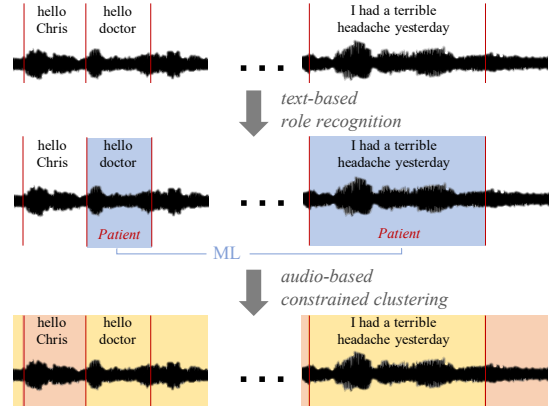 hello hello I had a terrible
Chris doctor headache yesterday
text-based
role recognition
hello hello I had a terrible
Chris doctor headache yesterday
Patient Patient
ML
audio-based
constrained clustering
hello hello I had a terrible
Chris doctor headache yesterday